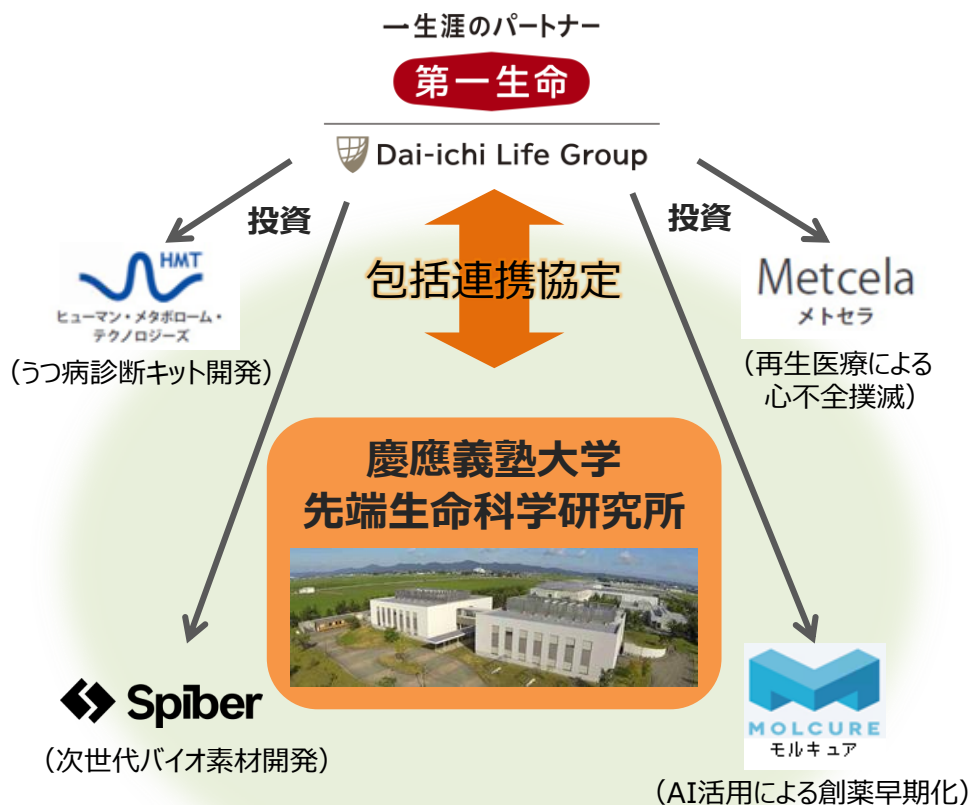 一生涯のパートナー
第一生命
Dai-ichi Life Group
投資
投資
包括連携協定
HMT
ヒューマン・メタボローム・
テクノロジーズ
（うつ病診断キット開発）
Metcela
メトセラ
（再生医療による
心不全撲滅）
慶應義塾大学
先端生命科学研究所
Spiber
（次世代バイオ素材開発）
MOLCURE
モルキュア
（AI活用による創薬早期化）